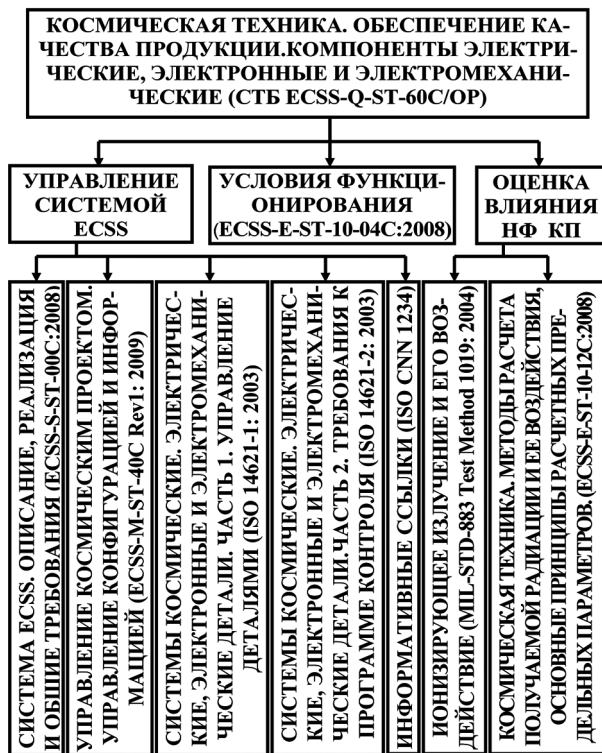 КОСМИЧЕСКАЯ ТЕХНИКА. ОБЕСПЕЧЕНИЕ КА-
ЧЕСТВА ПРОДУКЦИИ.КОМПОНЕНТЫ ЭЛЕКТРИ-
ЧЕСКИЕ, ЭЛЕКТРОННЫЕ И ЭЛЕКТРОМЕХАНИ-
ЧЕСКИЕ (СТБ ECSS-Q-ST-60C/ОР)
УПРАВЛЕНИЕ
СИСТЕМОЙ
ECSS
УСЛОВИЯ ФУНКЦИ-
ОНИРОВАНИЯ
(ECSS-E-ST-10-04C:2008)
ОЦЕНКА
ВЛИЯНИЯ
НФ КП
СИСТЕМА ECSS. ОПИСАНИЕ, РЕАЛИЗАЦИЯ
И ОБЩИЕ ТРЕБОВАНИЯ (ECSS-S-ST-00C:2008)
УПРАВЛЕНИЕ КОСМИЧЕСКИМ ПРОЕКТОМ.
УПРАВЛЕНИЕ КОНФИГУРАЦИЕЙ И ИНФОР-
МАЦИЕЙ (ECSS-M-ST-40C Rev1: 2009)
СИСТЕМЫ КОСМИЧЕСКИЕ. ЭЛЕКТРИЧЕС-
КИЕ, ЭЛЕКТРОННЫЕ И ЭЛЕКТРОМЕХАНИ-
ЧЕСКИЕ ДЕТАЛИ. ЧАСТЬ 1. УПРАВЛЕНИЕ
ДЕТАЛЯМИ (ISO 14621-1: 2003)
СИСТЕМЫ КОСМИЧЕСКИЕ. ЭЛЕКТРИЧЕС-
КИЕ, ЭЛЕКТРОННЫЕ И ЭЛЕКТРОМЕХАНИ-
ЧЕСКИЕ ДЕТАЛИ.ЧАСТЬ 2. ТРЕБОВАНИЯ К
ПРОГРАММЕ КОНТРОЛЯ (ISO 14621-2: 2003)
ИНФОРМАТИВНЫЕ ССЫЛКИ (ISO CNN 1234)
ИОНИЗИРУЮЩЕЕ ИЗЛУЧЕНИЕ И ЕГО ВОЗ-
ДЕЙСТВИЕ (MIL-STD-883 Test Method 1019: 2004)
КОСМИЧЕСКАЯ ТЕХНИКА. МЕТОДЫ РАСЧЕТА
ПОЛУЧАЕМОЙ РАДИАЦИИ И ЕЕ ВОЗДЕЙСТВИЯ,
ОСНОВНЫЕ ПРИНЦИПЫ РАСЧЕТНЫХ ПРЕ-
ДЕЛЬНЫХ ПАРАМЕТРОВ. (ECSS-E-ST-10-12C:2008)